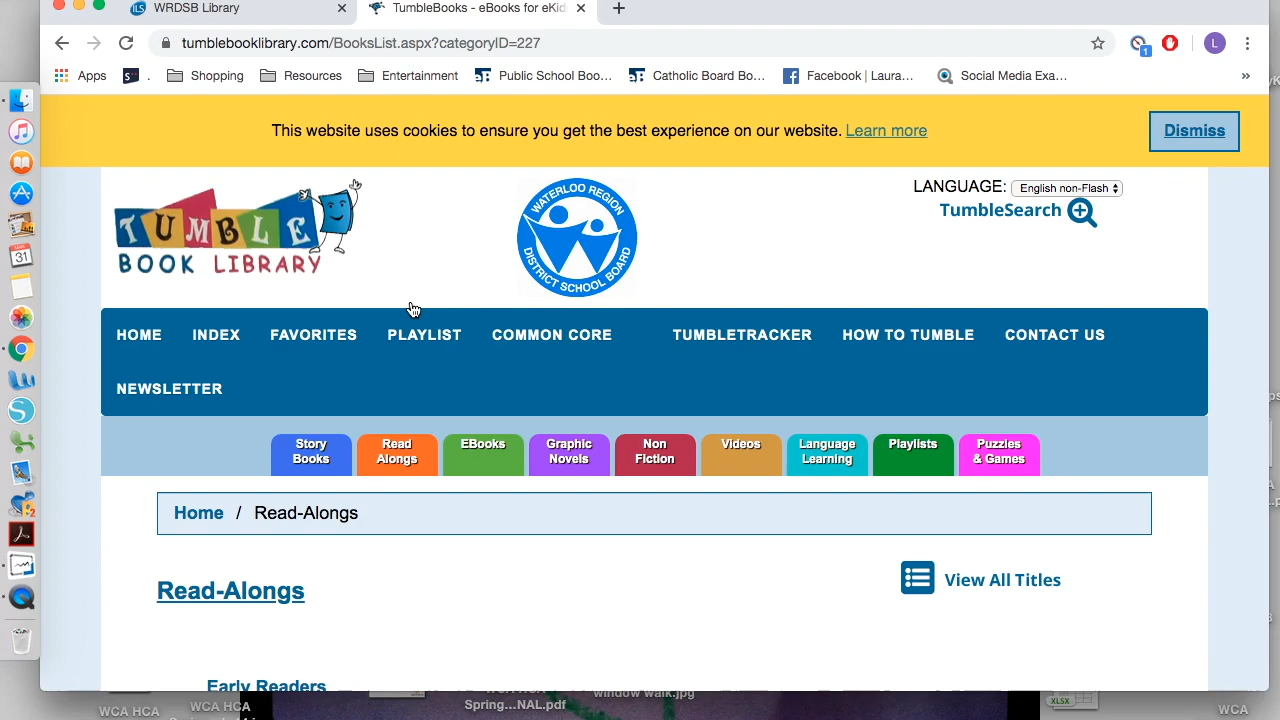 WRDSB Library
TumbleBooks - eBooks for eKid
tumblebooklibrary.com/BooksList.aspx?categoryID=227
1
L
Apps
Shopping
Resources
Entertainment
Public School Boo...
Catholic Board Bo...
Facebook | Laura...
Social Media Exa...
This website uses cookies to ensure you get the best experience on our website. Learn more
Dismiss
TUMBLE
BOOK LIBRARY
WATERLOO REGION
DISTRICT SCHOOL BOARD
LANGUAGE: English non-Flash
TumbleSearch
HOME INDEX FAVORITES PLAYLIST COMMON CORE TUMBLETRACKER HOW TO TUMBLE CONTACT US
NEWSLETTER
Story
Books
Read
Alongs
EBooks
Graphic
Novels
Non
Fiction
Videos
Language
Learning
Playlists
Puzzles
& Games
Home / Read-Alongs
Read-Alongs
View All Titles
Early Readers
31
WCA HCA
WCA HCA
Spring...NAL.pdf
window walk.jpg
XLSX
WCA